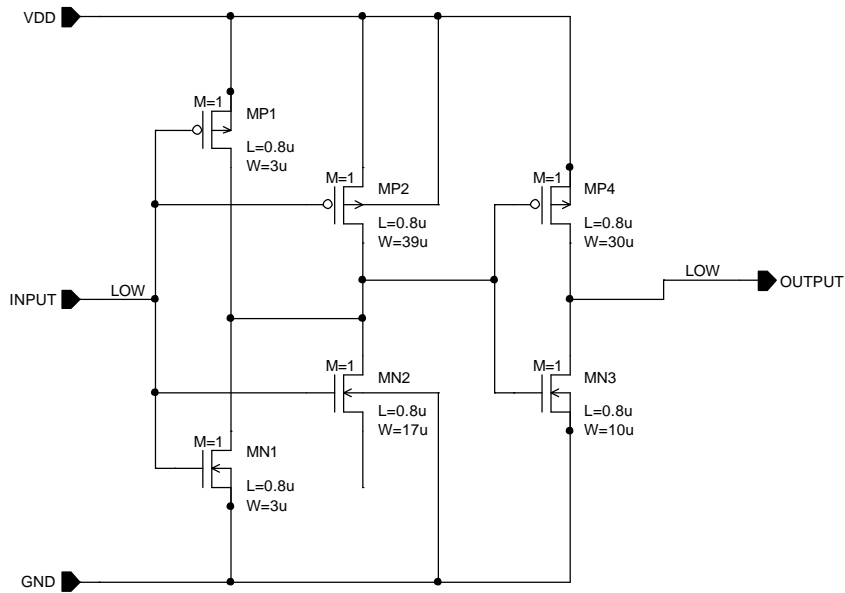 VDD
M=1
MP1
L=0.8u
W=3u
M=1
MP2
L=0.8u
W=39u
M=1
MP4
L=0.8u
W=30u
INPUT
LOW
LOW
OUTPUT
M=1
MN2
L=0.8u
W=17u
M=1
MN3
L=0.8u
W=10u
M=1
MN1
L=0.8u
W=3u
GND